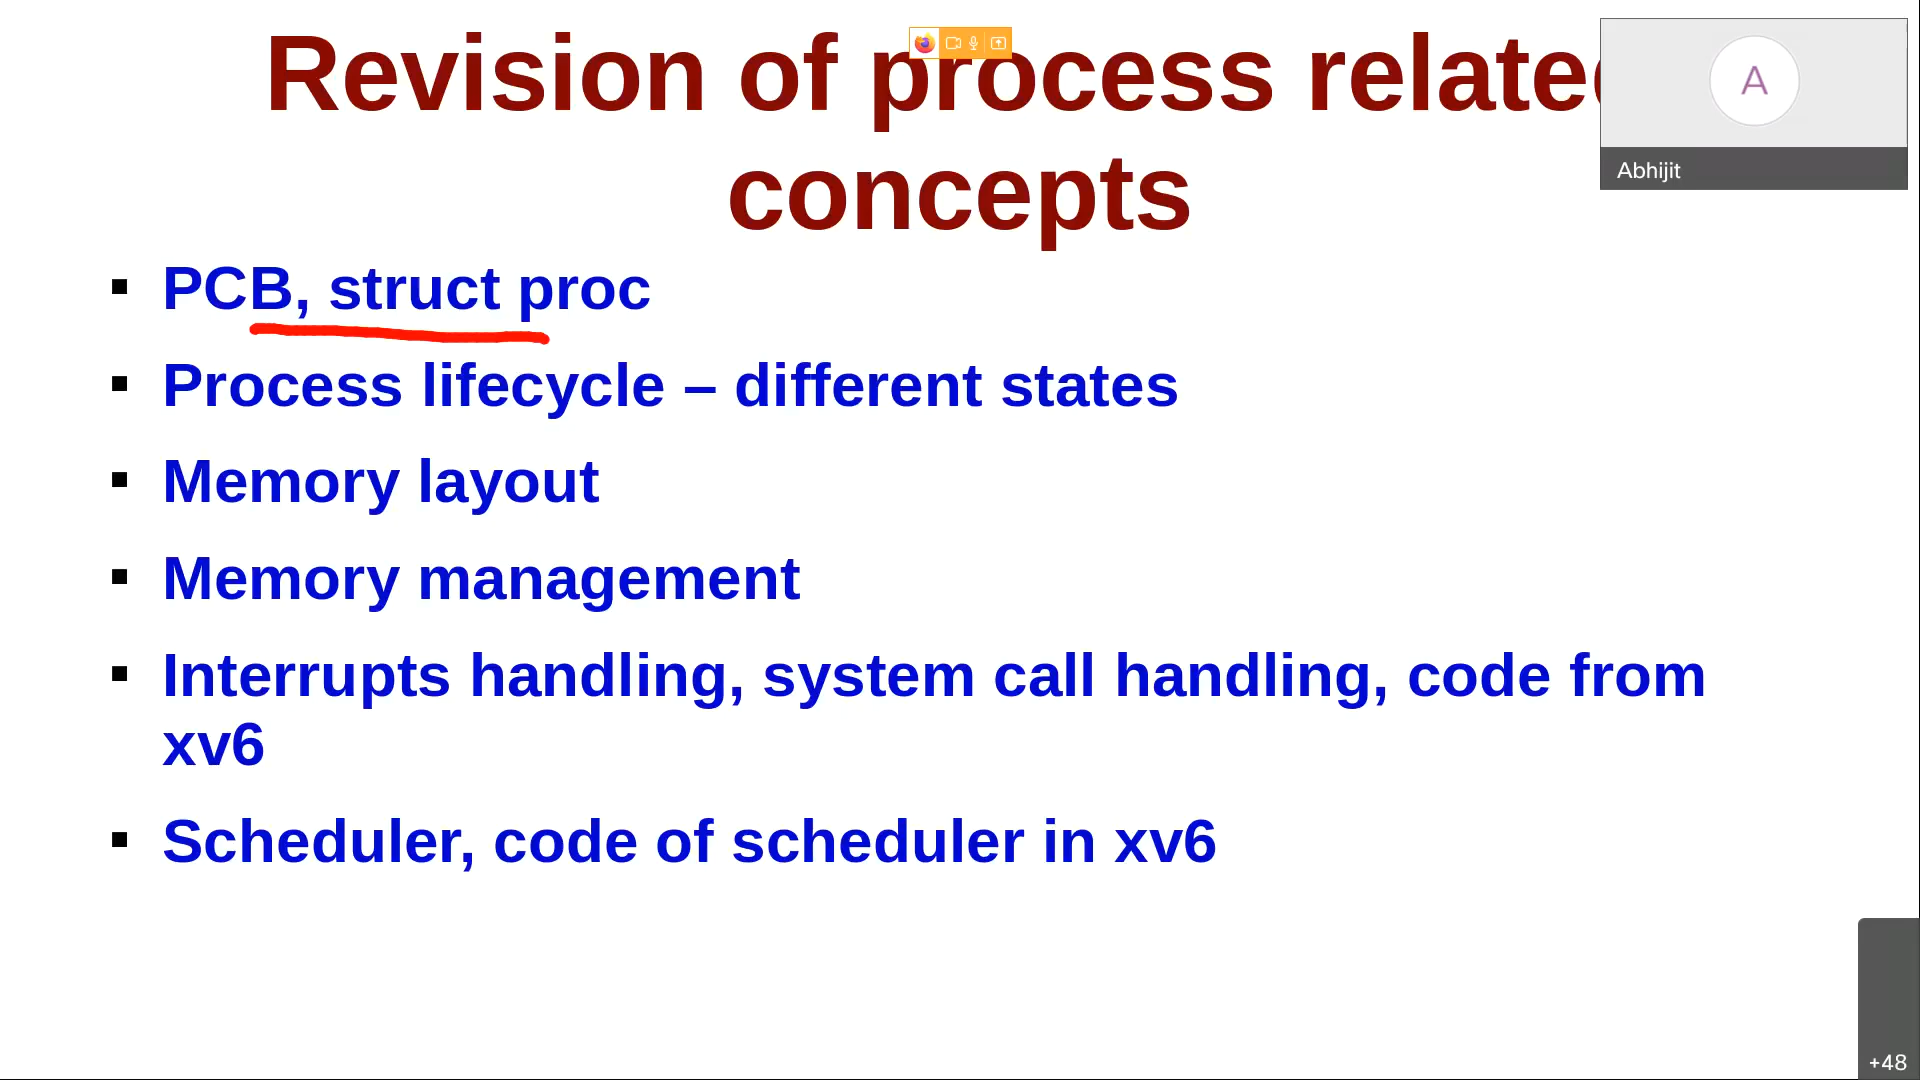 Revision of process related
concepts
A
Abhijit
▪ PCB, struct proc
▪ Process lifecycle – different states
▪ Memory layout
▪ Memory management
▪ Interrupts handling, system call handling, code from
xv6
▪ Scheduler, code of scheduler in xv6
+48